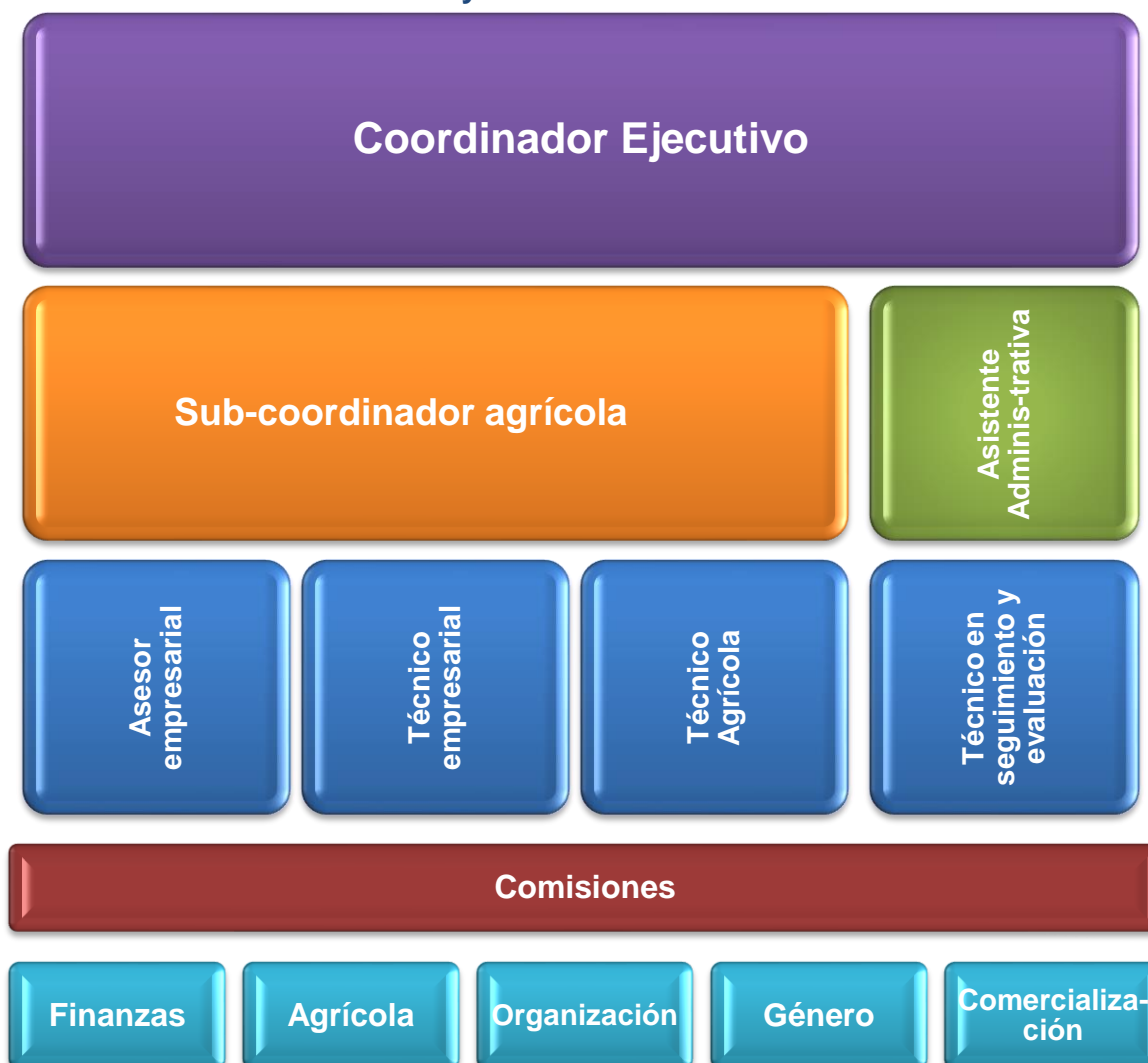 Coordinador Ejecutivo
Sub-coordinador agrícola
Asistente
Adminis-trativa
Asesor
empresarial
Técnico
empresarial
Técnico
Agrícola
Técnico en
seguimiento y
evaluación
Comisiones
Finanzas
Agrícola
Organización
Género
Comercializa-
ción